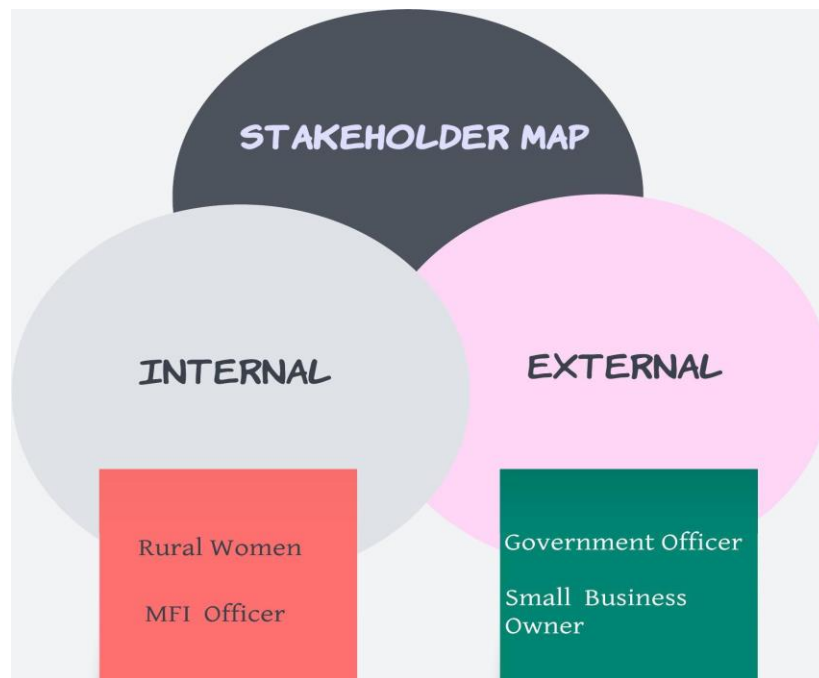 STAKEHOLDER MAP
INTERNAL
EXTERNAL
Rural Women
MFI Officer
Government Officer
Small Business
Owner